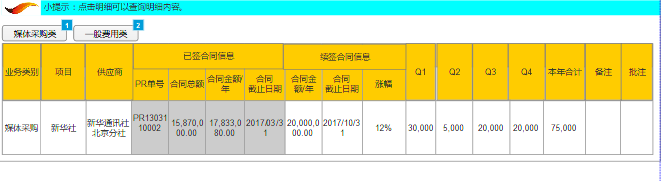 小提示：点击明细可以查询明细内容。
媒体采购类 1 一般费用类 2
业务类别 项目 供应商 已签合同信息 续签合同信息 Q1 Q2 Q3 Q4 本年合计 备注 批注
PR单号 合同总额 合同金额/年 合同截止日期 合同金额/年 合同截止日期 涨幅
媒体采购 新华社 新华通讯社北京分社 PR130311 0002 15,870,000.00 17,833,080.00 2017/03/31 20,000,000.00 2017/10/31 12% 30,000 5,000 20,000 20,000 75,000